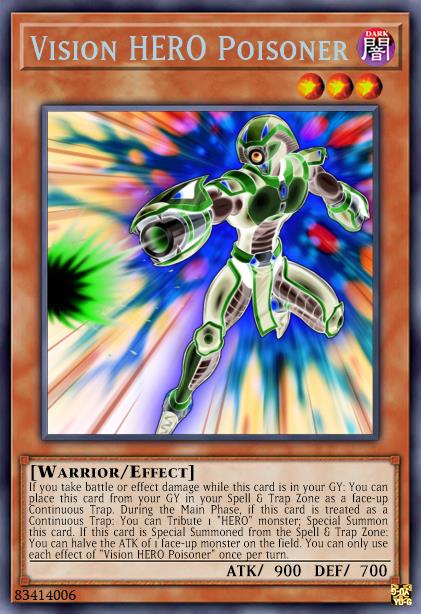 Vision HERO Poisoner
DARK
闇
[Warrior/Effect]
If you take battle or effect damage while this card is in your GY: You can
place this card from your GY in your Spell & Trap Zone as a face-up
Continuous Trap. During the Main Phase, if this card is treated as a
Continuous Trap: You can Tribute 1 "HERO" monster; Special Summon
this card. If this card is Special Summoned from the Spell & Trap Zone:
You can halve the ATK of 1 face-up monster on the field. You can only use
each effect of "Vision HERO Poisoner" once per turn.
ATK/ 900 DEF/ 700
83414006